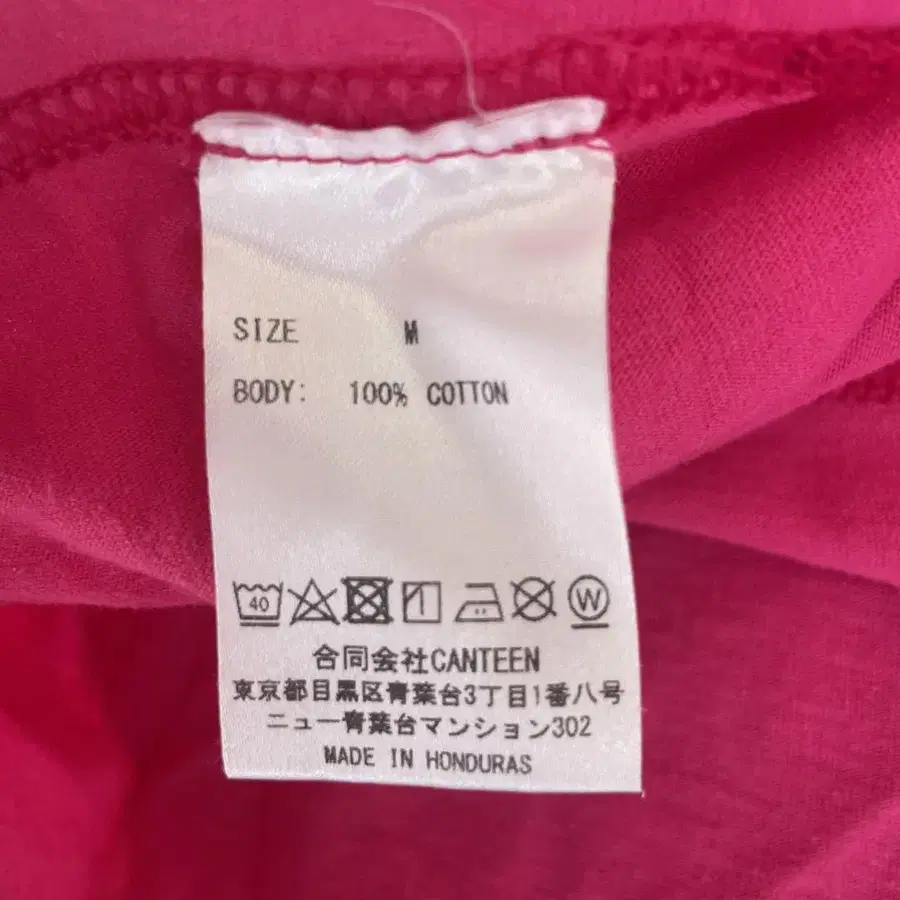 SIZE M
BODY: 100% COTTON
40 W
合同会社CANTEEN
東京都目黒区青葉台3丁目1番八号
ニュー青葉台マンション302
MADE IN HONDURAS